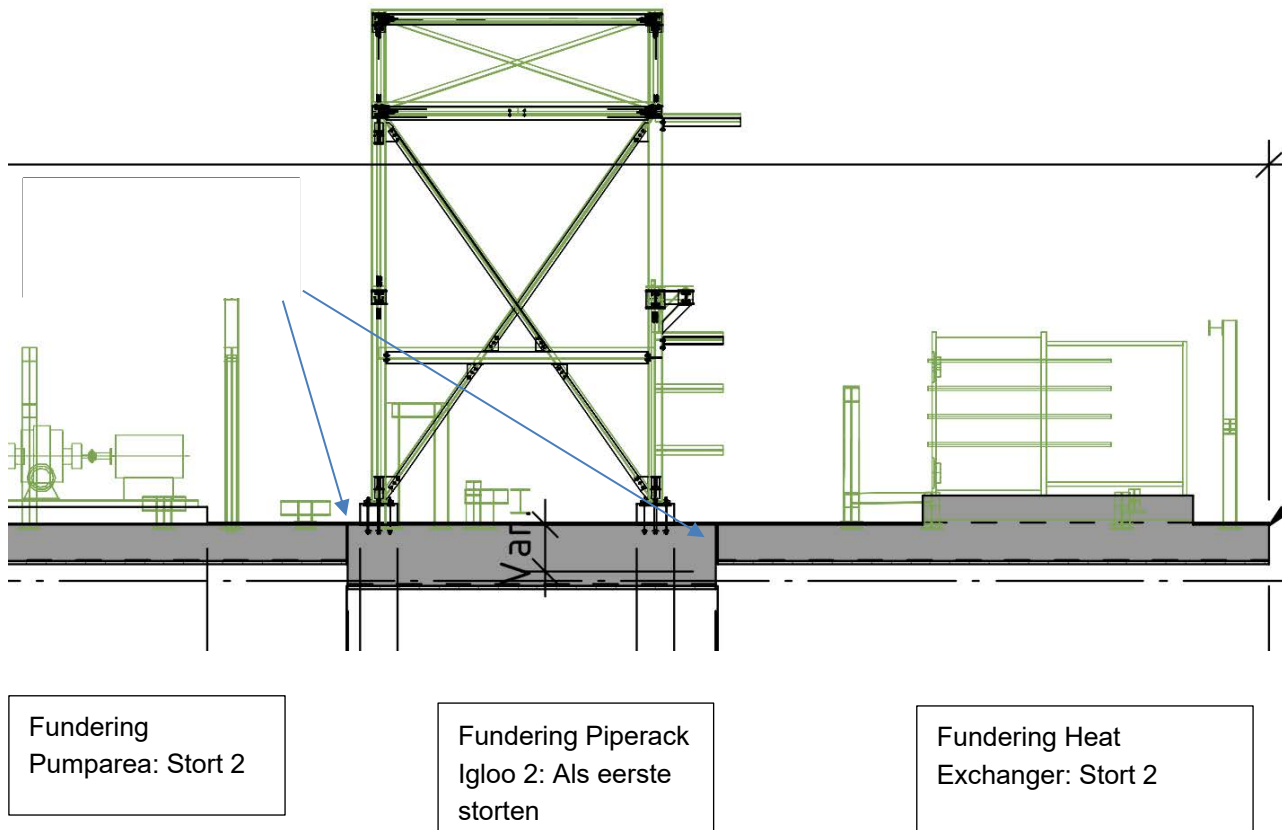 Var.
Fundering
Pumparea: Stort 2
Fundering Piperack
Igloo 2: Als eerste
storten
Fundering Heat
Exchanger: Stort 2